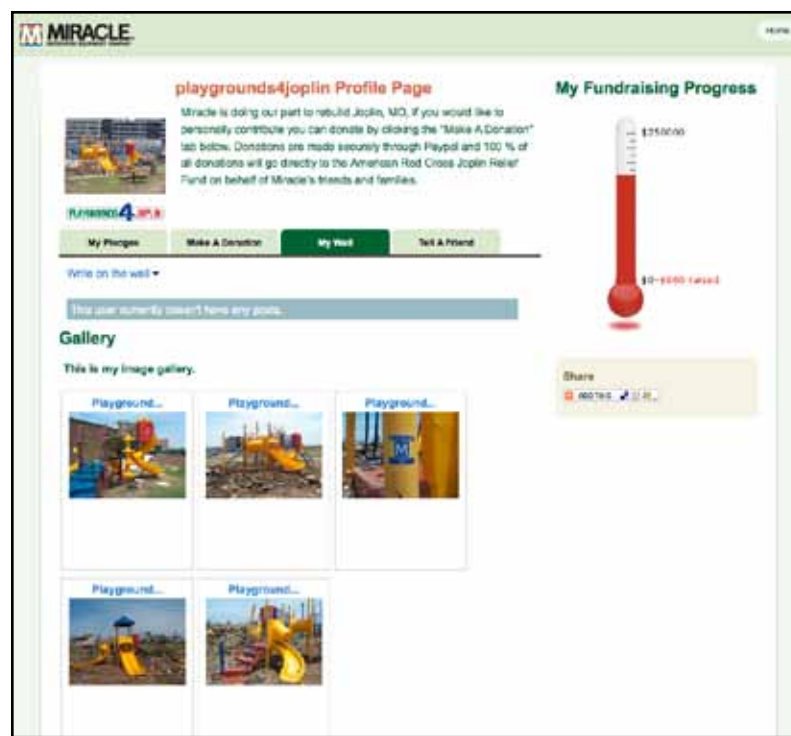 MIRACLE
Home
playgrounds4joplin Profile Page
Miracle is doing our part to rebuild Joplin, MO, if you would like to
personally contribute you can donate by clicking the "Make A Donation"
tab below. Donations are made securely through Paypal and 100 % of
all donations will go directly to the American Red Cross Joplin Relief
Fund on behalf of Miracle's friends and families.
My Fundraising Progress
$250000
raised
PLAYGROUNDS 4 JOPLIN
My Pledges
Make A Donation
My Wall
Tell A Friend
Write on the wall
This user currently doesn't have any posts.
Gallery
This is my image gallery.
Share
Playground...
Playground...
Playground...
M
Playground...
Playground...